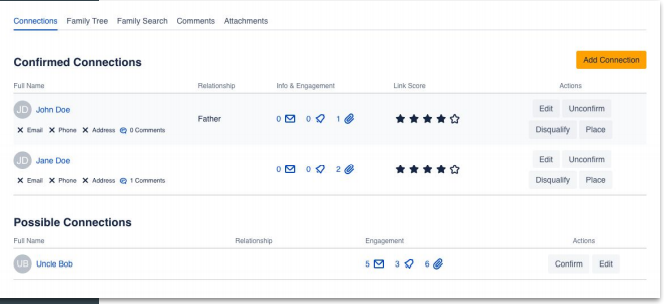 Connections Family Tree Family Search Comments Attachments
Confirmed Connections
Add Connection
Full Name Relationship Info & Engagement Link Score Actions
JD John Doe Father 0 0 1 Edit Unconfirm
Email Phone Address 0 Comments Disqualify Place
JD Jane Doe 0 0 2 Edit Unconfirm
Email Phone Address 1 Comments Disqualify Place
Possible Connections
Full Name Relationship Engagement Actions
UB Uncle Bob 5 3 6 Confirm Edit